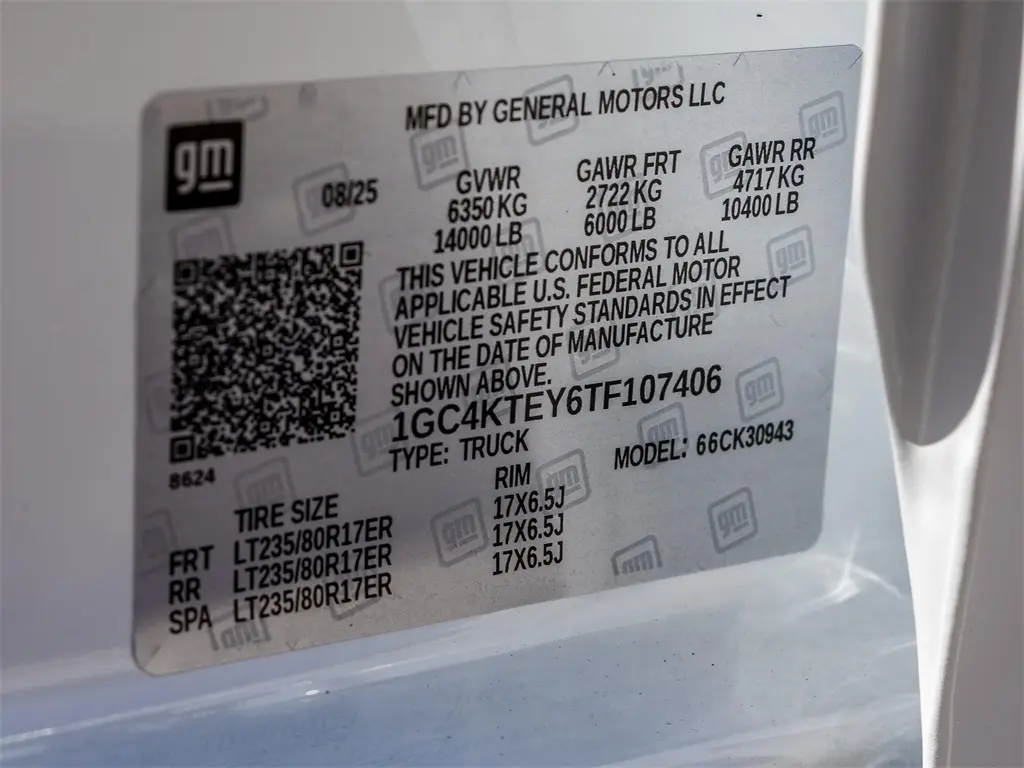 MFD BY GENERAL MOTORS LLC
gm
08/25
GVWR GAWR FRT GAWR RR
6350 KG 2722 KG 4717 KG
14000 LB 6000 LB 10400 LB
THIS VEHICLE CONFORMS TO ALL
APPLICABLE U.S. FEDERAL MOTOR
VEHICLE SAFETY STANDARDS IN EFFECT
ON THE DATE OF MANUFACTURE
SHOWN ABOVE.
1GC4KTEY6TF107406
TYPE: TRUCK MODEL: 66CK30943
8624
TIRE SIZE RIM
FRT LT235/80R17ER 17X6.5J
RR LT235/80R17ER 17X6.5J
SPA LT235/80R17ER 17X6.5J